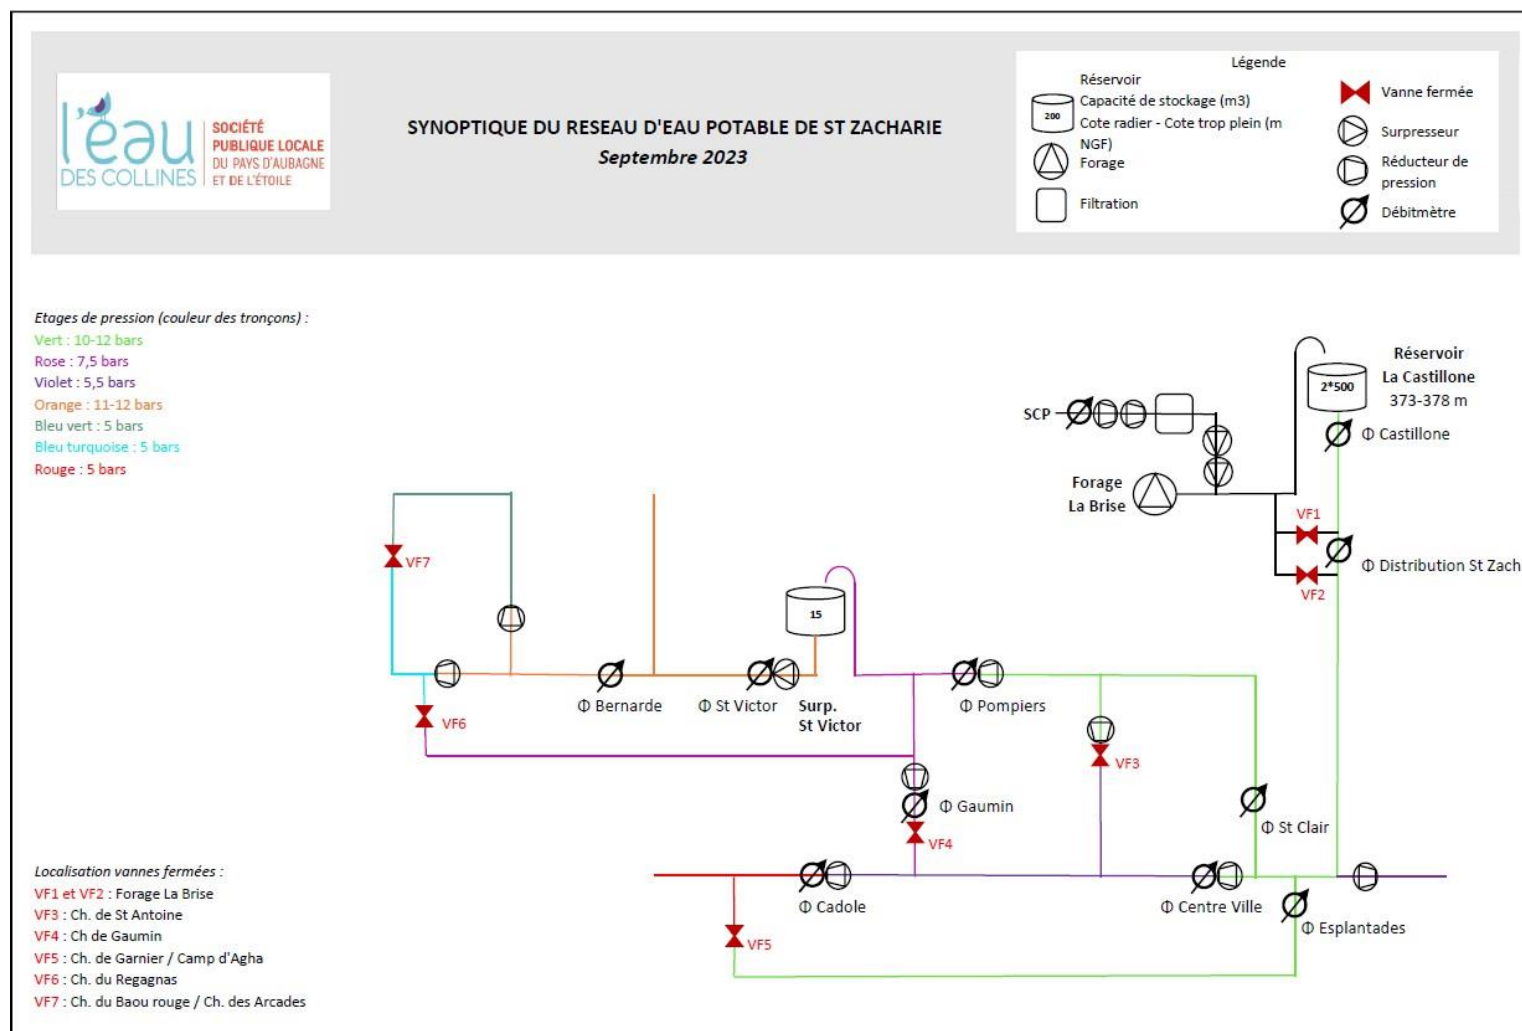 l'eau
DES COLLINES
SOCIÉTÉ
PUBLIQUE LOCALE
DU PAYS D'AUBAGNE
ET DE L'ÉTOILE
SYNOPTIQUE DU RESEAU D'EAU POTABLE DE ST ZACHARIE
Septembre 2023
Légende
Réservoir
Capacité de stockage (m3)
Cote radier - Cote trop plein (m
NGF)
200
Forage
Filtration
Vanne fermée
Surpresseur
Réducteur de
pression
Débitmètre
Etages de pression (couleur des tronçons) :
Vert : 10-12 bars
Rose : 7,5 bars
Violet : 5,5 bars
Orange : 11-12 bars
Bleu vert : 5 bars
Bleu turquoise : 5 bars
Rouge : 5 bars
Réservoir
La Castillone
373-378 m
2*500
SCP
Φ Castillone
Forage
La Brise
VF1
VF2
Φ Distribution St Zach
VF7
15
Φ Bernarde
Φ St Victor
Surp.
St Victor
Φ Pompiers
VF6
VF3
Φ Gaumin
VF4
Φ St Clair
Φ Cadole
Φ Centre Ville
Φ Esplantades
VF5
Localisation vannes fermées :
VF1 et VF2 : Forage La Brise
VF3 : Ch. de St Antoine
VF4 : Ch de Gaumin
VF5 : Ch. de Garnier / Camp d'Agha
VF6 : Ch. du Regagnas
VF7 : Ch. du Baou rouge / Ch. des Arcades